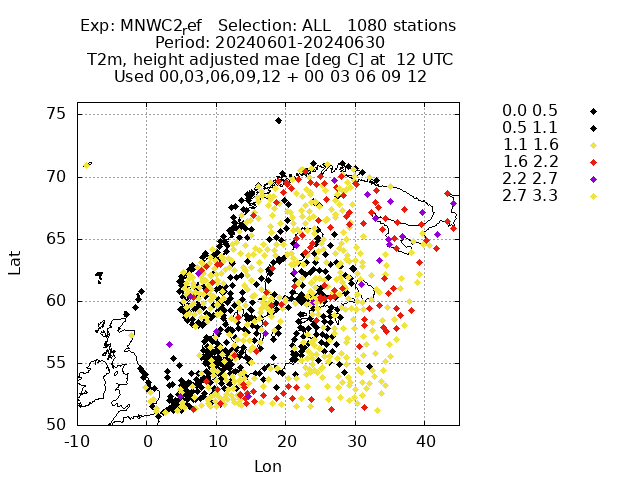 Exp: MNWC2ref   Selection: ALL   1080 stations
Period: 20240601-20240630
T2m, height adjusted mae [deg C] at  12 UTC
Used 00,03,06,09,12 + 00 03 06 09 12
0.0 0.5
0.5 1.1
1.1 1.6
1.6 2.2
2.2 2.7
2.7 3.3
75
70
65
60
55
50
Lat
-10 0 10 20 30 40
Lon